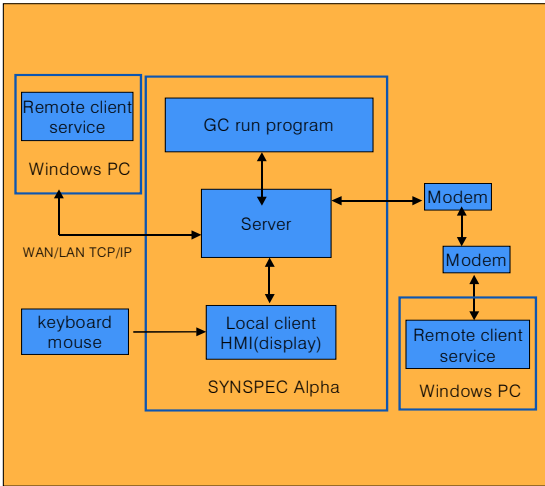 Remote client
service
Windows PC
GC run program
Server
Modem
Modem
WAN/LAN TCP/IP
keyboard
mouse
Local client
HMI(display)
SYNSPEC Alpha
Remote client
service
Windows PC